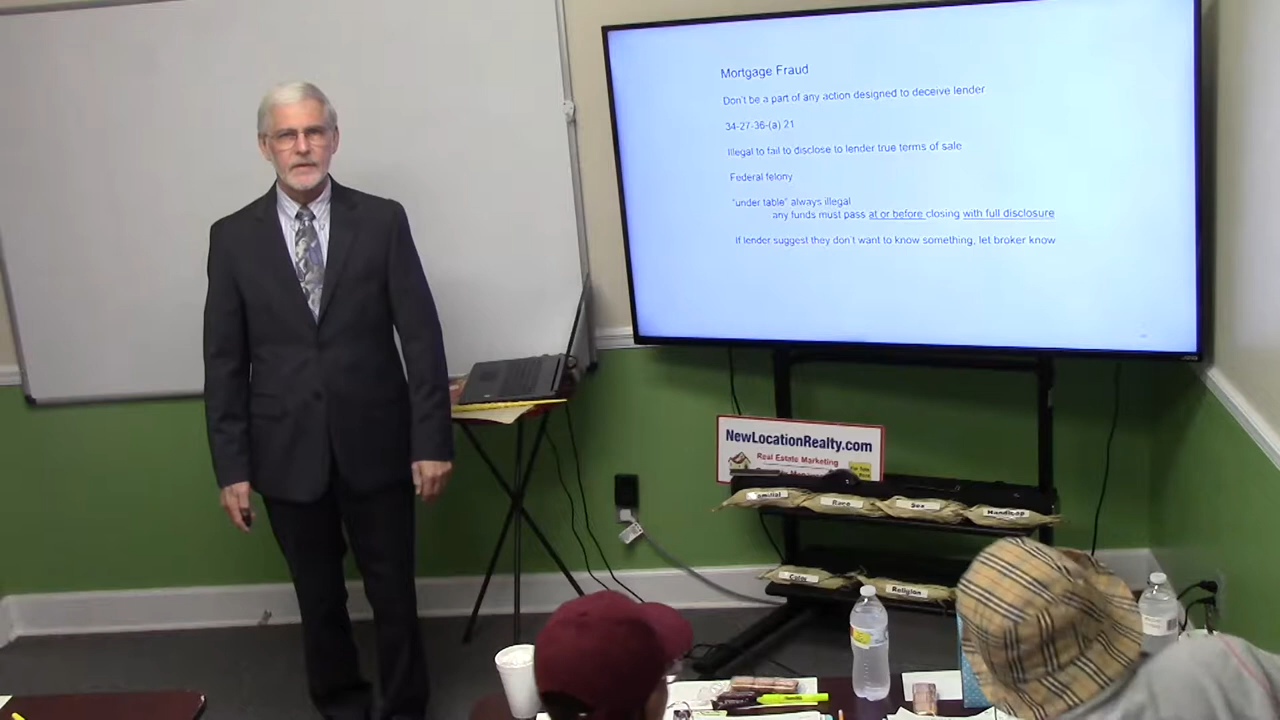 Mortgage Fraud
Don't be a part of any action designed to deceive lender
34-27-36-(a) 21
Illegal to fail to disclose to lender true terms of sale
Federal felony
"under table" always illegal
any funds must pass at or before closing with full disclosure
If lender suggest they don't want to know something, let broker know
NewLocationRealty.com
Real Estate Marketing
Familial
Race
Sex
Handicap
Color
Religion